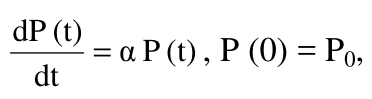 dP (t)
dt
= α P (t) , P (0) = P₀,